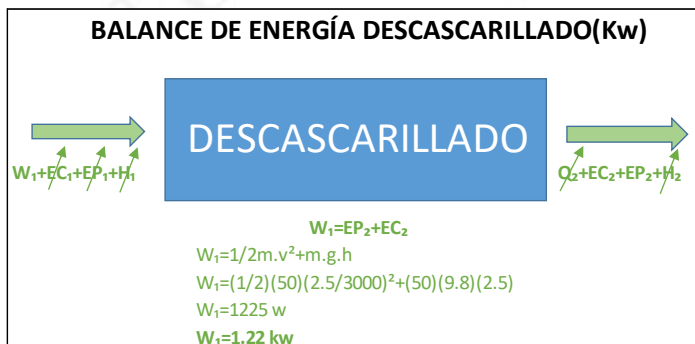 BALANCE DE ENERGÍA DESCASCARILLADO(Kw)
DESCASCARILLADO
W₁+EC₁+EP₁+H₁
Q₂+EC₂+EP₂+H₂
W₁=EP₂+EC₂
W₁=1/2m.v²+m.g.h
W₁=(1/2)(50)(2.5/3000)²+(50)(9.8)(2.5)
W₁=1225 w
W₁=1.22 kw